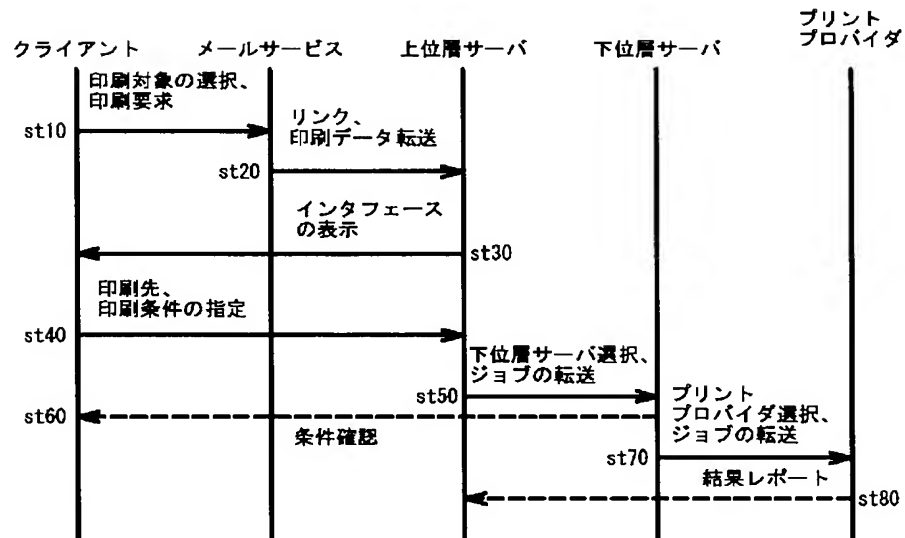 クライアント
メールサービス
上位層サーバ
下位層サーバ
プリント
プロバイダ
印刷対象の選択、
印刷要求
st10
リンク、
印刷データ転送
st20
インタフェース
の表示
st30
印刷先、
印刷条件の指定
st40
下位層サーバ選択、
ジョブの転送
st50
st60
条件確認
プリント
プロバイダ選択、
ジョブの転送
st70
結果レポート
st80